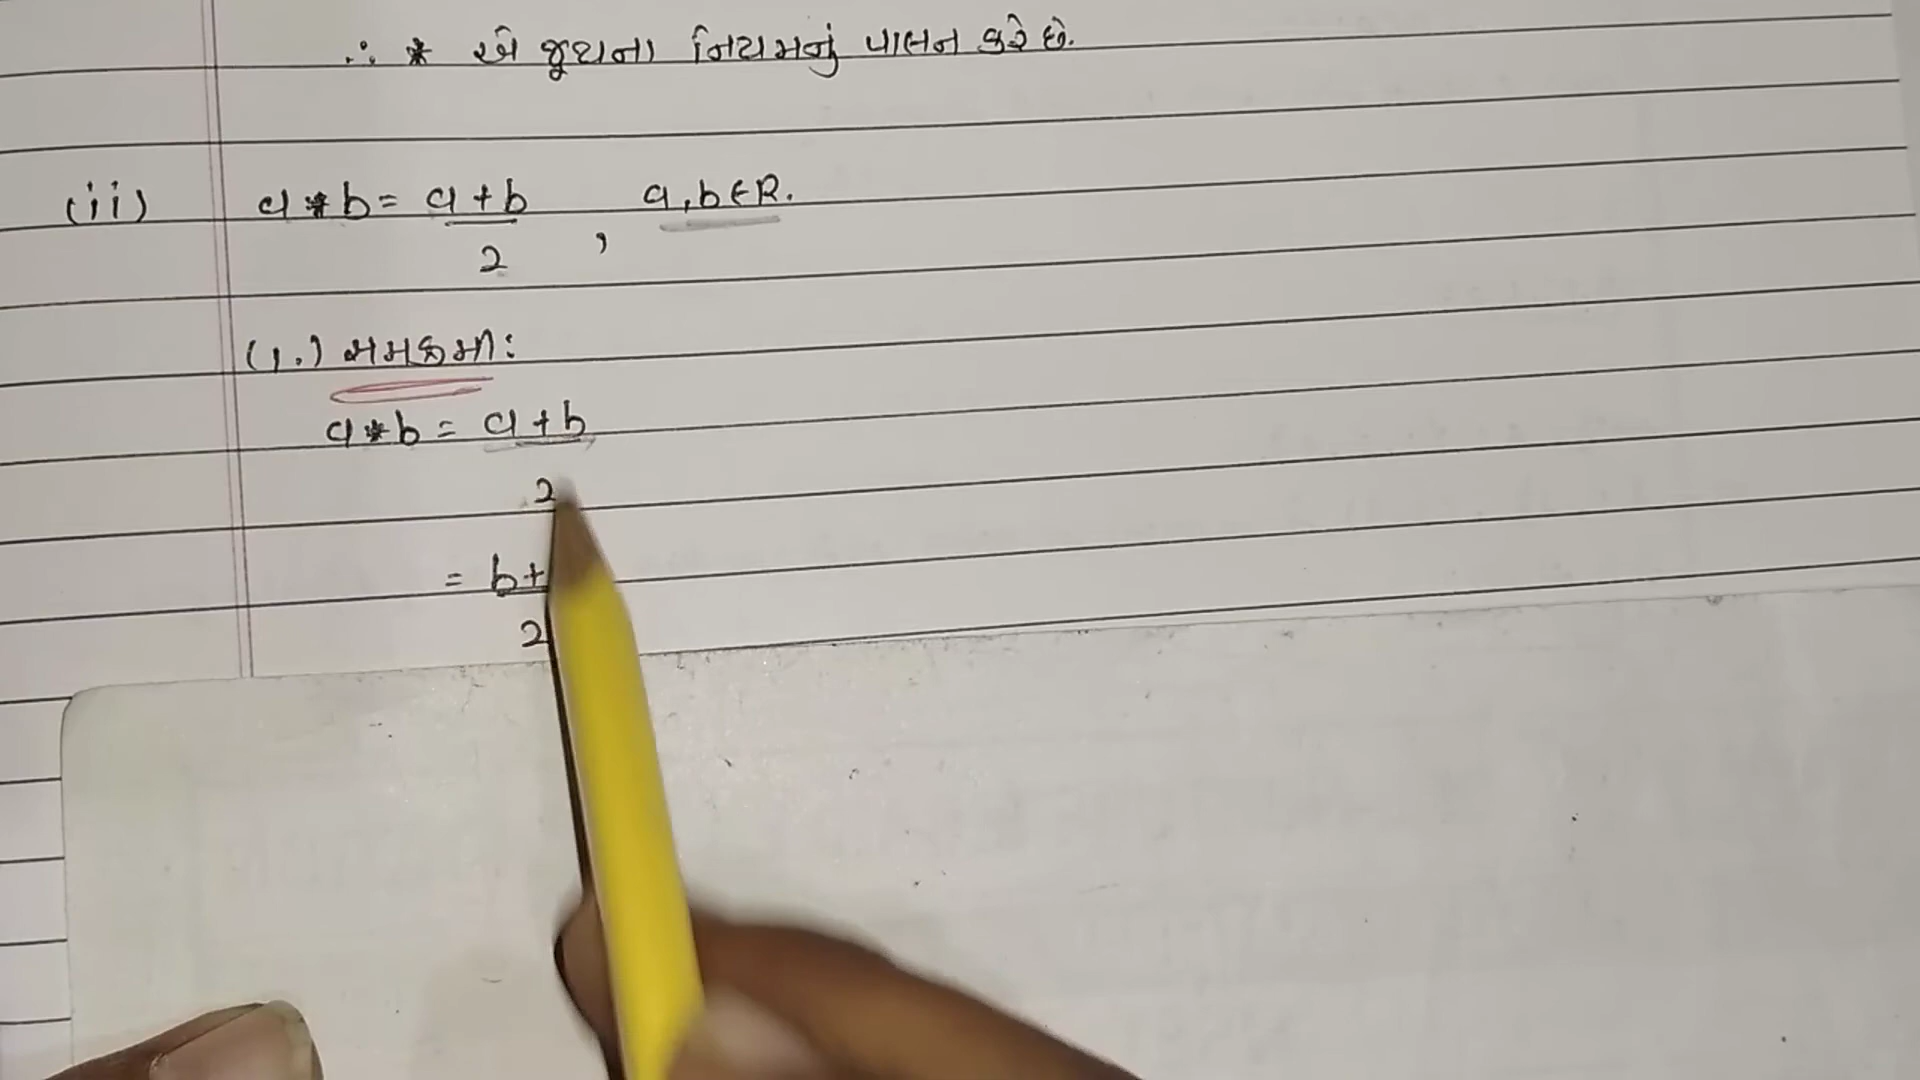 ∴ * એ જૂથના નિયમનું પાલન કરે છે.
(ii) a * b = a + b / 2 , a, b ∈ R.
(1.) સમક્રમી:
a * b = a + b / 2
= b + / 2